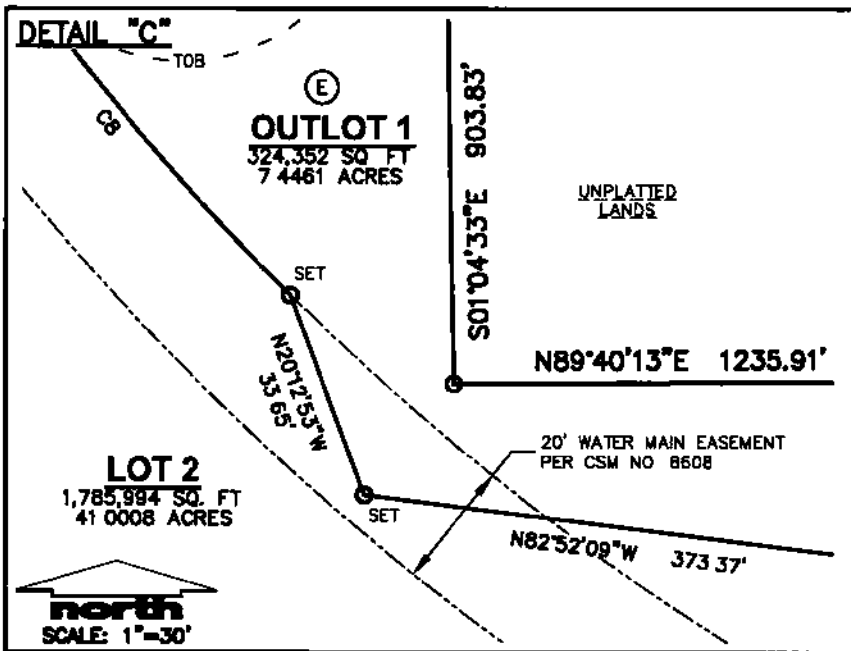 DETAIL "C"
TOB
C8
E
OUTLOT 1
324,352 SQ FT
7 4461 ACRES
S01°04'33"E 903.83'
UNPLATTED
LANDS
SET
N20°12'53"W
33 65'
N89°40'13"E 1235.91'
20' WATER MAIN EASEMENT
PER CSM NO 8608
LOT 2
1,785,994 SQ. FT
41 0008 ACRES
SET
N82°52'09"W 373 37'
north
SCALE: 1"=30'